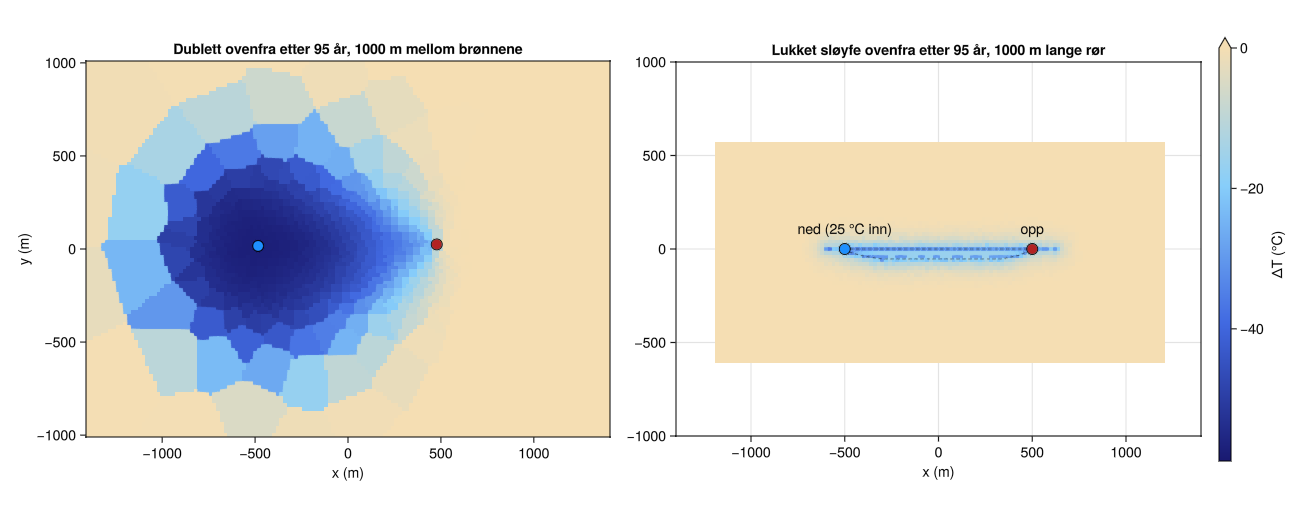 Dublett ovenfra etter 95 år, 1000 m mellom brønnene
1000
500
0
−500
−1000
y (m)
−1000
−500
0
500
1000
x (m)
Lukket sløyfe ovenfra etter 95 år, 1000 m lange rør
1000
500
0
−500
−1000
ned (25 °C inn)
opp
−1000
−500
0
500
1000
x (m)
0
−20
−40
ΔT (°C)